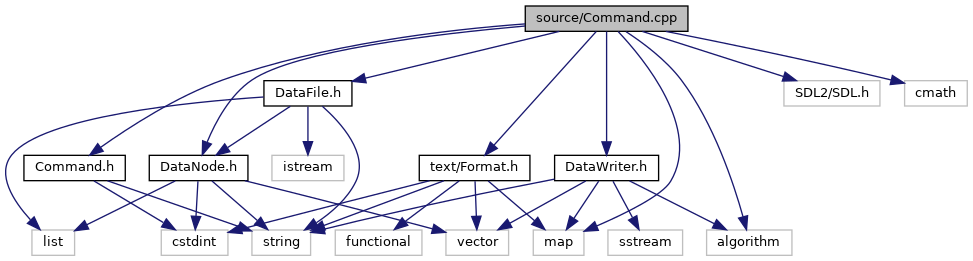 source/Command.cpp
DataFile.h
SDL2/SDL.h
cmath
Command.h
DataNode.h
istream
text/Format.h
DataWriter.h
list
cstdint
string
functional
vector
map
sstream
algorithm